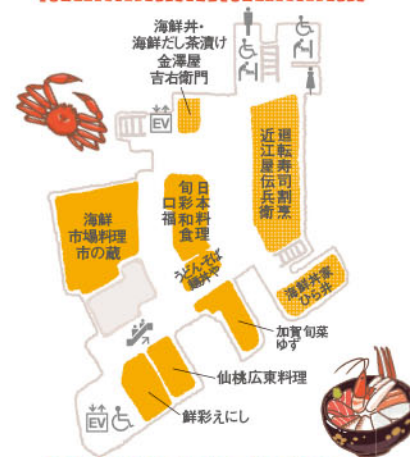 海鮮丼・
海鮮だし茶漬け
金澤屋
吉右衛門
EV
廻転寿司割烹
近江屋伝兵衛
日本料理
旬彩和食
口福
海鮮
市場料理
市の蔵
うどん・そば
麺丼や
海鮮丼家
ひら井
加賀旬菜
ゆず
仙桃広東料理
鮮彩えにし
EV